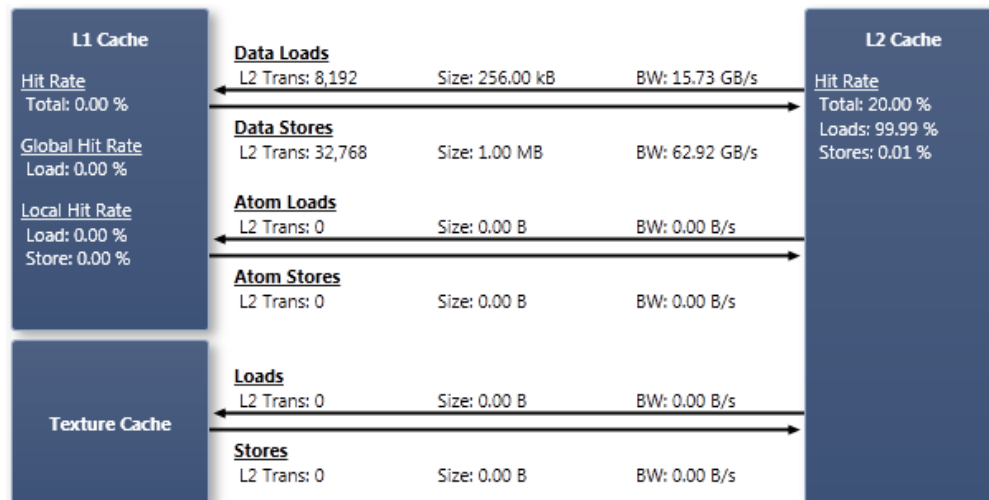 L1 Cache
Hit Rate
Total: 0.00 %
Global Hit Rate
Load: 0.00 %
Local Hit Rate
Load: 0.00 %
Store: 0.00 %
Data Loads
L2 Trans: 8,192 Size: 256.00 kB BW: 15.73 GB/s
Data Stores
L2 Trans: 32,768 Size: 1.00 MB BW: 62.92 GB/s
Atom Loads
L2 Trans: 0 Size: 0.00 B BW: 0.00 B/s
Atom Stores
L2 Trans: 0 Size: 0.00 B BW: 0.00 B/s
L2 Cache
Hit Rate
Total: 20.00 %
Loads: 99.99 %
Stores: 0.01 %
Texture Cache
Loads
L2 Trans: 0 Size: 0.00 B BW: 0.00 B/s
Stores
L2 Trans: 0 Size: 0.00 B BW: 0.00 B/s